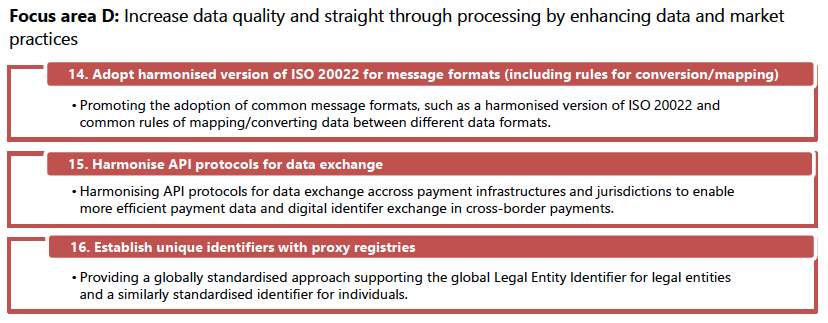 Focus area D: Increase data quality and straight through processing by enhancing data and market
practices
14. Adopt harmonised version of ISO 20022 for message formats (including rules for conversion/mapping)
• Promoting the adoption of common message formats, such as a harmonised version of ISO 20022 and
common rules of mapping/converting data between different data formats.
15. Harmonise API protocols for data exchange
• Harmonising API protocols for data exchange accross payment infrastructures and jurisdictions to enable
more efficient payment data and digital identifer exchange in cross-border payments.
16. Establish unique identifiers with proxy registries
• Providing a globally standardised approach supporting the global Legal Entity Identifier for legal entities
and a similarly standardised identifier for individuals.